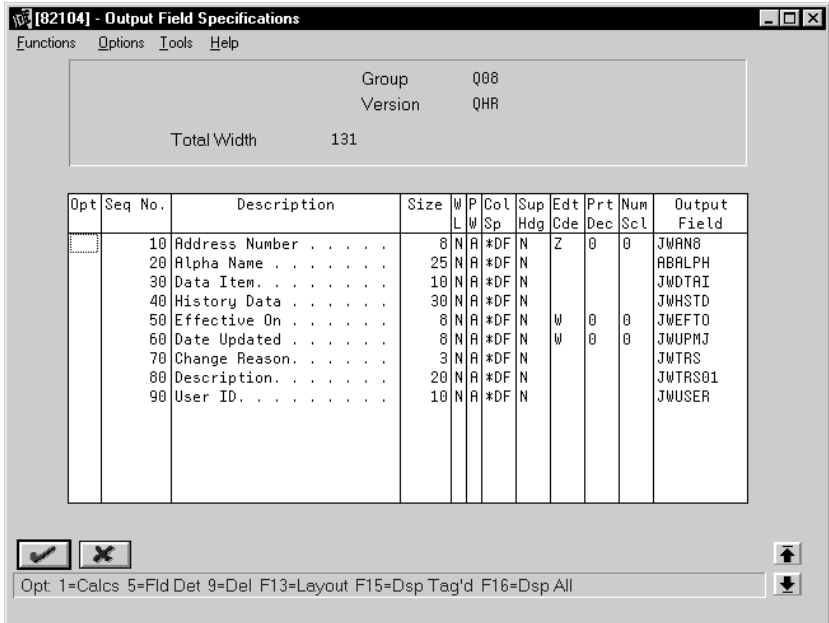 [82104] - Output Field Specifications
Functions Options Tools Help
Group Q08
Version QHR
Total Width 131
Opt Seq No. Description Size W P Col Sup Edt Prt Num Output
L W Sp Hdg Cde Dec Scl Field
10 Address Number . . . . . 8 N A *DF N Z 0 0 JWAN8
20 Alpha Name . . . . . . . 25 N A *DF N ABALPH
30 Data Item. . . . . . . . 10 N A *DF N JWDTAI
40 History Data . . . . . . 30 N A *DF N JWHSTD
50 Effective On . . . . . . 8 N A *DF N W 0 0 JWEFTO
60 Date Updated . . . . . . 8 N A *DF N W 0 0 JWUPMJ
70 Change Reason. . . . . . 3 N A *DF N JWTRS
80 Description. . . . . . . 20 N A *DF N JWTRS01
90 User ID. . . . . . . . . 10 N A *DF N JWUSER
Opt: 1=Calcs 5=Fld Det 9=Del F13=Layout F15=Dsp Tag'd F16=Dsp All